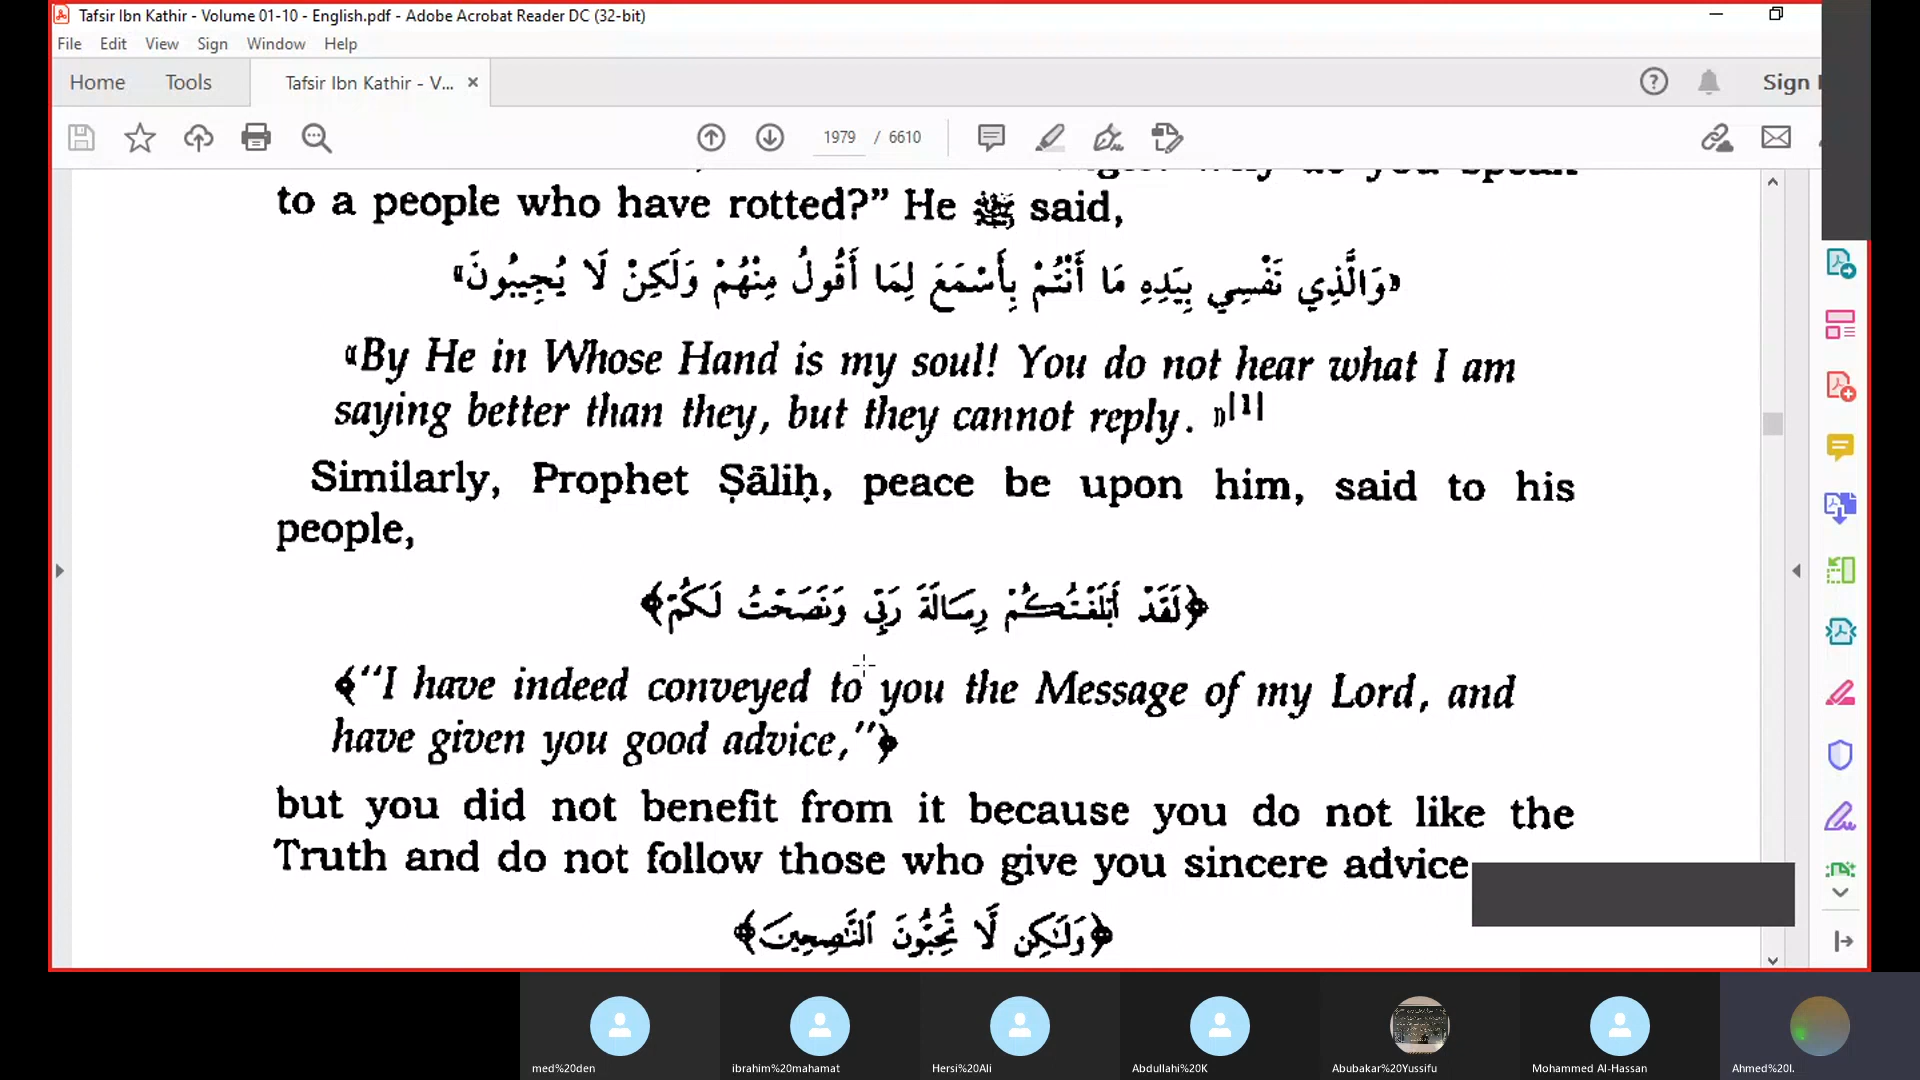 Tafsir Ibn Kathir - Volume 01-10 - English.pdf - Adobe Acrobat Reader DC (32-bit)
File Edit View Sign Window Help
Home Tools Tafsir Ibn Kathir - V... × Sign
1979 / 6610
why do you speak
to a people who have rotted?” He ﷺ said,
«وَالَّذِي نَفْسِي بِيَدِهِ مَا أَنْتُمْ بِأَسْمَعَ لِمَا أَقُولُ مِنْهُمْ وَلَكِنْ لَا يُجِيبُونَ»
«By He in Whose Hand is my soul! You do not hear what I am
saying better than they, but they cannot reply. »[1]
Similarly, Prophet Ṣāliḥ, peace be upon him, said to his
people,
﴿لَقَدْ أَبْلَغْتُكُمْ رِسَالَةَ رَبِّي وَنَصَحْتُ لَكُمْ﴾
﴾“I have indeed conveyed to you the Message of my Lord, and
have given you good advice,”﴿
but you did not benefit from it because you do not like the
Truth and do not follow those who give you sincere advice
﴿وَلَٰكِن لَّا تُحِبُّونَ ٱلنَّٰصِحِينَ﴾
med%20den ibrahim%20mahamat Hersi%20Ali Abdullahi%20K Abubakar%20Yussifu Mohammed Al-Hassan Ahmed%20I.